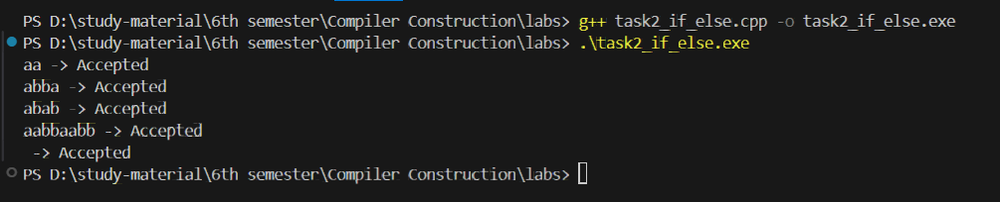 PS D:\study-material\6th semester\Compiler Construction\labs> g++ task2_if_else.cpp -o task2_if_else.exe
PS D:\study-material\6th semester\Compiler Construction\labs> .\task2_if_else.exe
aa -> Accepted
abba -> Accepted
abab -> Accepted
aabbaabb -> Accepted
 -> Accepted
PS D:\study-material\6th semester\Compiler Construction\labs>